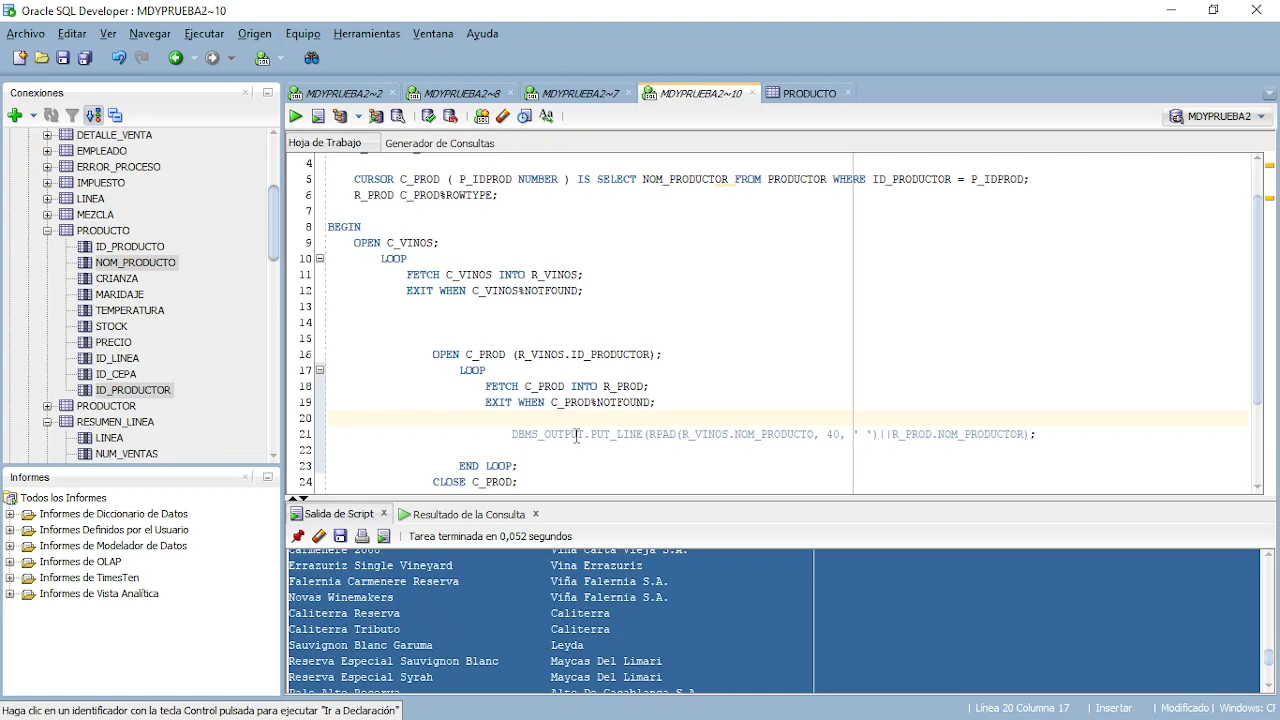 Oracle SQL Developer : MDYPRUEBA2~10
Archivo Editar Ver Navegar Ejecutar Origen Equipo Herramientas Ventana Ayuda
Conexiones
DETALLE_VENTA
EMPLEADO
ERROR_PROCESO
IMPUESTO
LINEA
MEZCLA
PRODUCTO
ID_PRODUCTO
NOM_PRODUCTO
CRIANZA
MARIDAJE
TEMPERATURA
STOCK
PRECIO
ID_LINEA
ID_CEPA
ID_PRODUCTOR
PRODUCTOR
RESUMEN_LINEA
LINEA
NUM_VENTAS
Informes
Todos los Informes
Informes de Diccionario de Datos
Informes Definidos por el Usuario
Informes de Modelador de Datos
Informes de OLAP
Informes de TimesTen
Informes de Vista Analítica
MDYPRUEBA2~2 MDYPRUEBA2~8 MDYPRUEBA2~7 MDYPRUEBA2~10 PRODUCTO
MDYPRUEBA2
Hoja de Trabajo Generador de Consultas
4
5 CURSOR C_PROD ( P_IDPROD NUMBER ) IS SELECT NOM_PRODUCTOR FROM PRODUCTOR WHERE ID_PRODUCTOR = P_IDPROD;
6 R_PROD C_PROD%ROWTYPE;
7
8 BEGIN
9 OPEN C_VINOS;
10 LOOP
11 FETCH C_VINOS INTO R_VINOS;
12 EXIT WHEN C_VINOS%NOTFOUND;
13
14
15
16 OPEN C_PROD (R_VINOS.ID_PRODUCTOR);
17 LOOP
18 FETCH C_PROD INTO R_PROD;
19 EXIT WHEN C_PROD%NOTFOUND;
20
21 DBMS_OUTPUT.PUT_LINE(RPAD(R_VINOS.NOM_PRODUCTO, 40, ' ')||R_PROD.NOM_PRODUCTOR);
22
23 END LOOP;
24 CLOSE C_PROD;
Salida de Script Resultado de la Consulta
Tarea terminada en 0,052 segundos
Errazuriz Single Vineyard Vina Errazuriz
Falernia Carmenere Reserva Viña Falernia S.A.
Novas Winemakers Viña Falernia S.A.
Caliterra Reserva Caliterra
Caliterra Tributo Caliterra
Sauvignon Blanc Garuma Leyda
Reserva Especial Sauvignon Blanc Maycas Del Limari
Reserva Especial Syrah Maycas Del Limari
Haga clic en un identificador con la tecla Control pulsada para ejecutar "Ir a Declaración"
Línea 20 Columna 17 Insertar Modificado Windows: CF